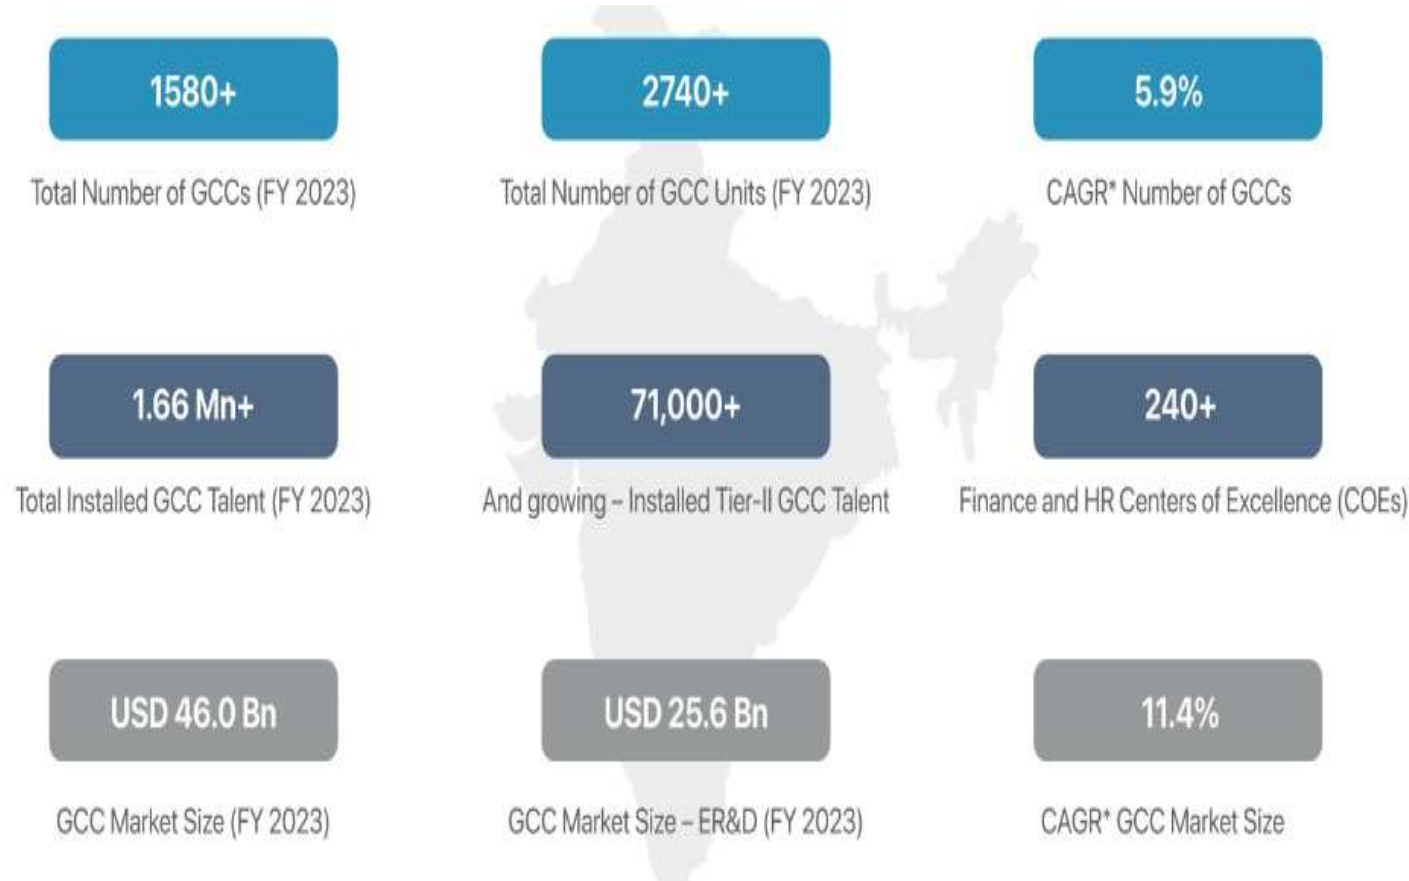 1580+
2740+
5.9%
Total Number of GCCs (FY 2023)
Total Number of GCC Units (FY 2023)
CAGR* Number of GCCs
1.66 Mn+
71,000+
240+
Total Installed GCC Talent (FY 2023)
And growing – Installed Tier-II GCC Talent
Finance and HR Centers of Excellence (COEs)
USD 46.0 Bn
USD 25.6 Bn
11.4%
GCC Market Size (FY 2023)
GCC Market Size – ER&D (FY 2023)
CAGR* GCC Market Size